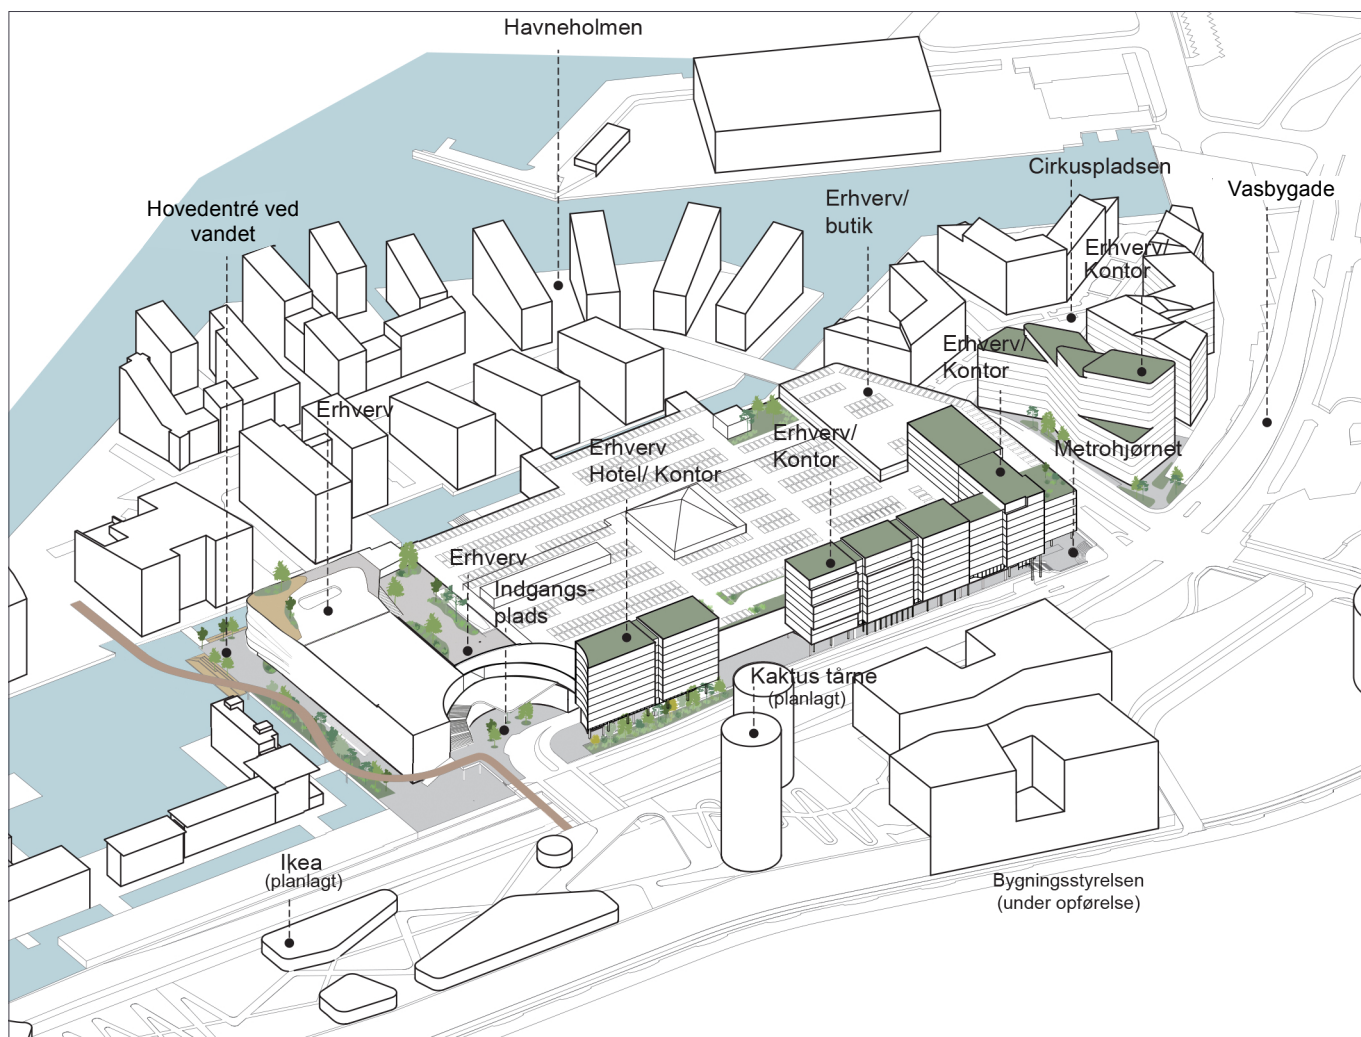 Havneholmen
Cirkuspladsen
Vasbygade
Erhverv/
butik
Hovedentré ved
vandet
Erhverv/
Kontor
Erhverv/
Kontor
Erhverv
Erhverv/
Kontor
Metrohjørnet
Erhverv
Hotel/ Kontor
Erhverv
Indgangs-
plads
Kaktus tårne
(planlagt)
Ikea
(planlagt)
Bygningsstyrelsen
(under opførelse)